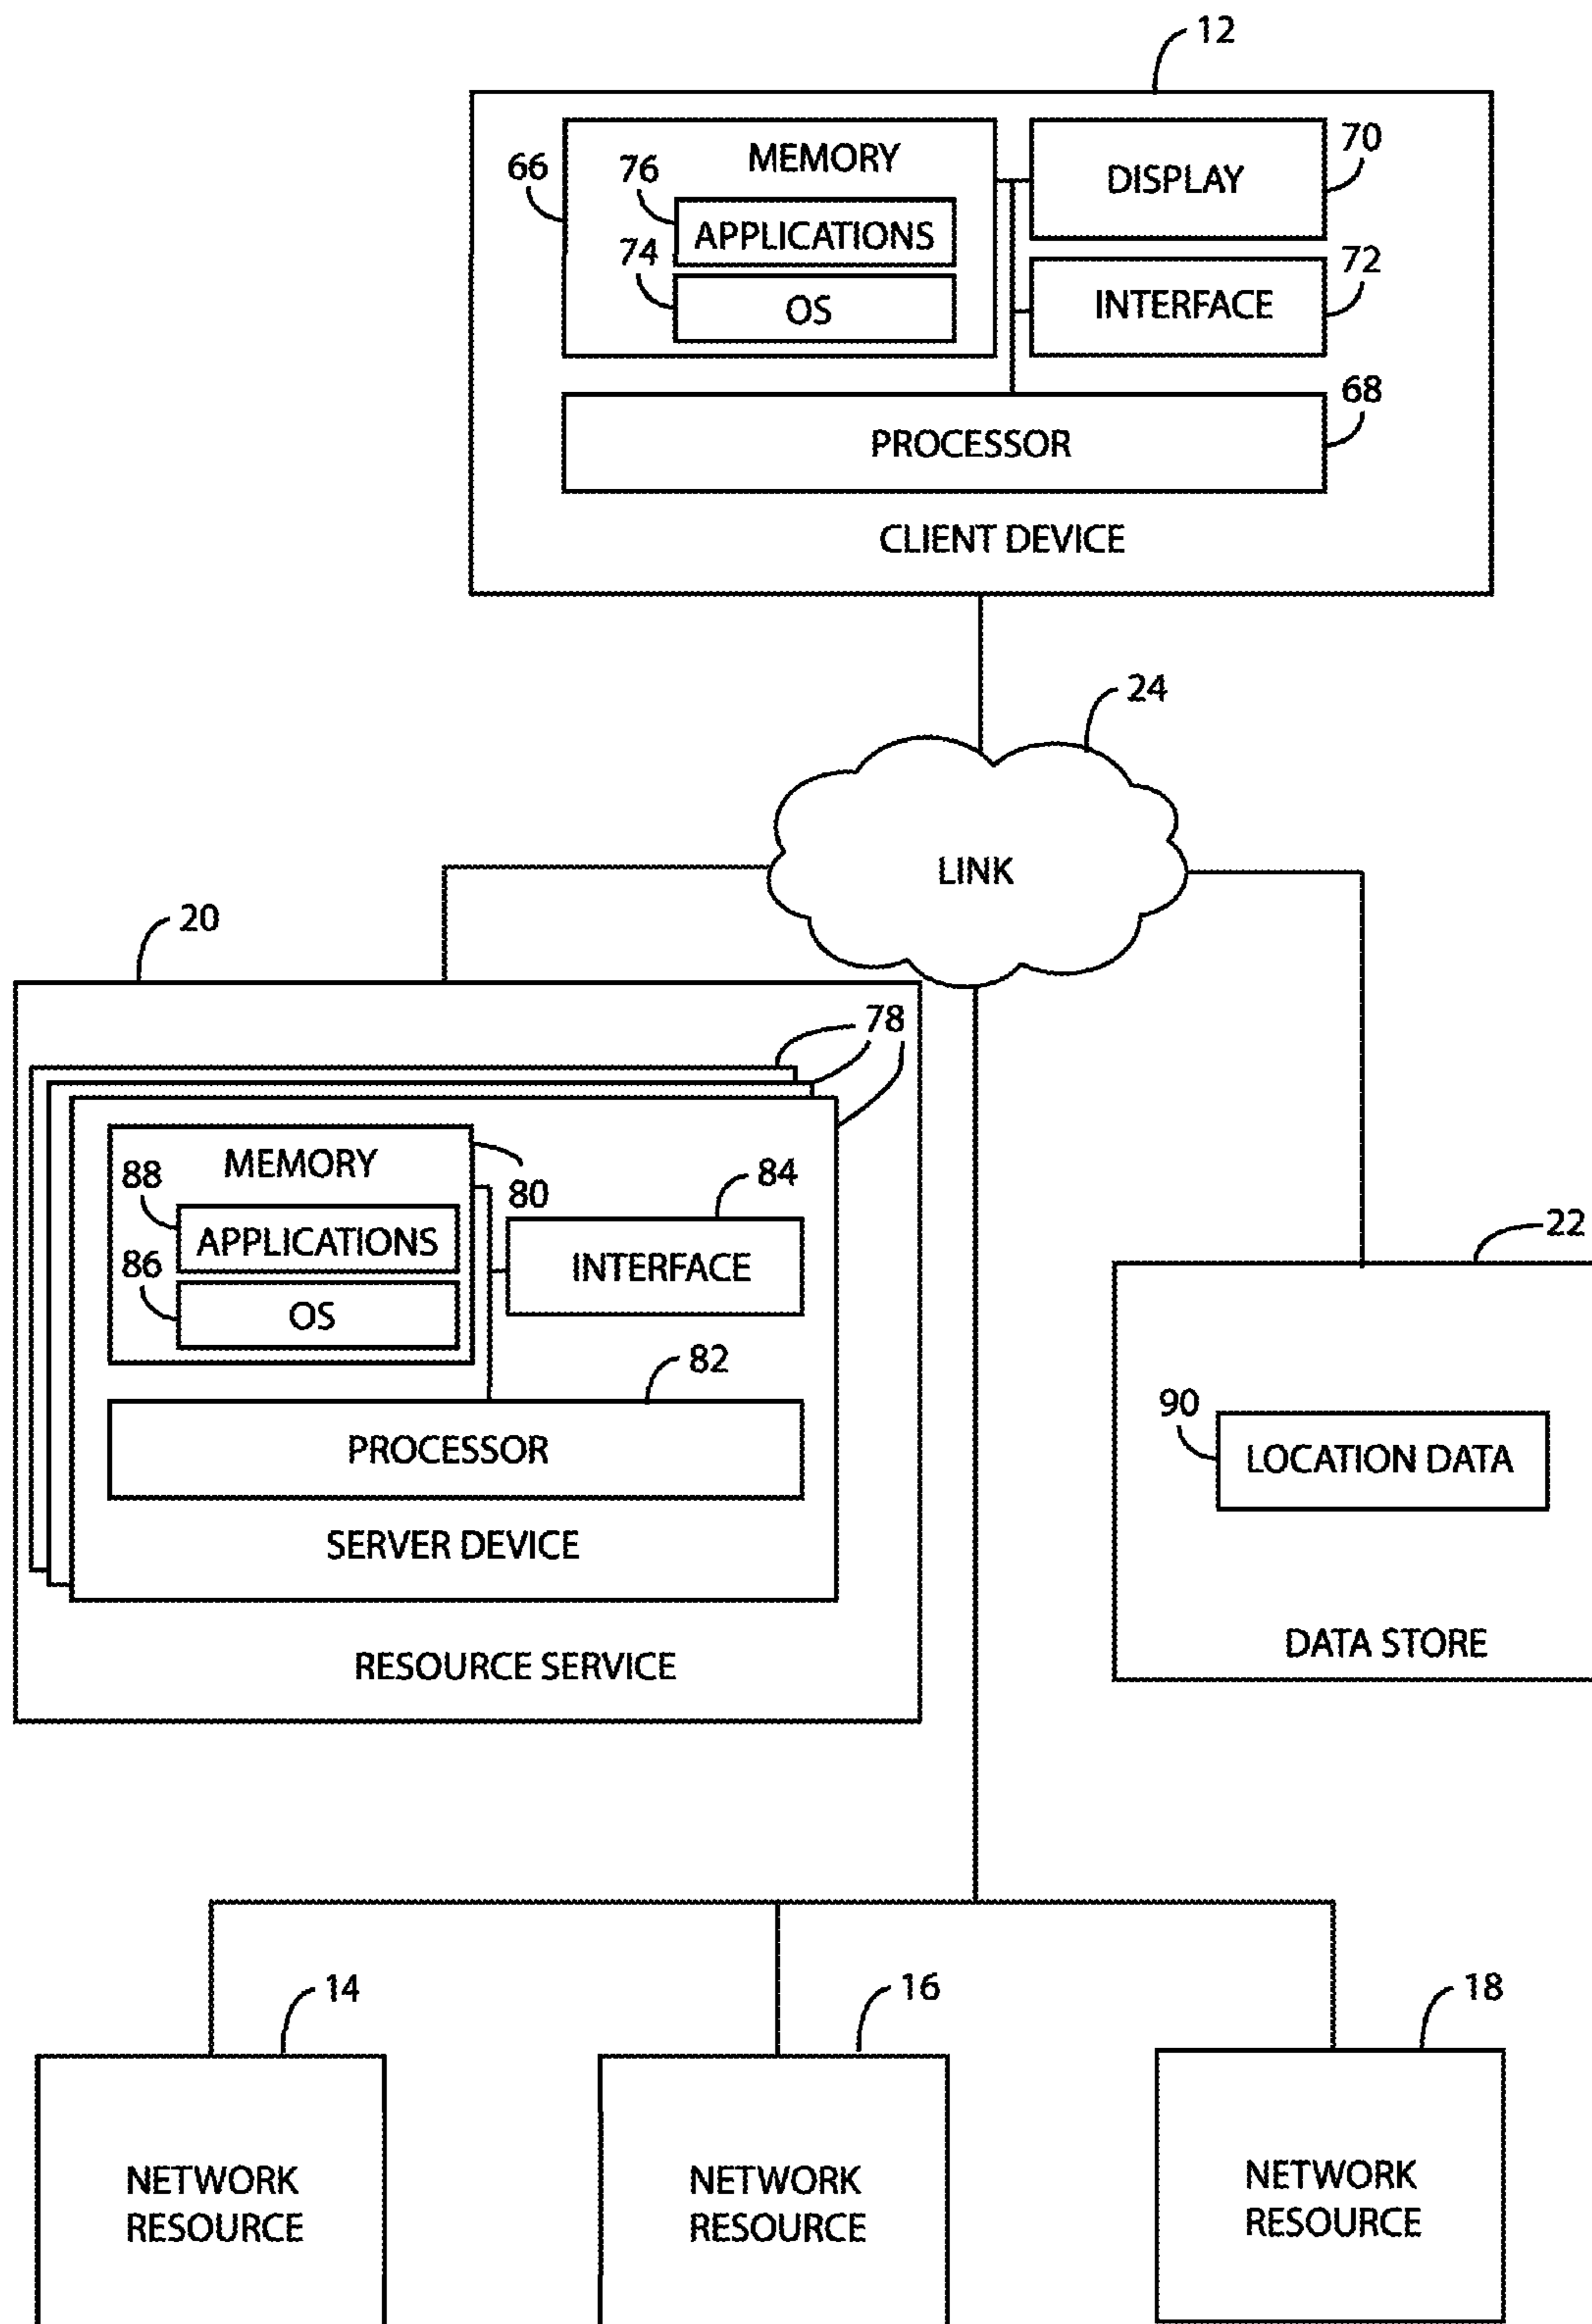 12
66
MEMORY
76
APPLICATIONS
74
OS
DISPLAY
70
INTERFACE
72
PROCESSOR
68
CLIENT DEVICE
24
LINK
20
78
MEMORY
80
88
APPLICATIONS
86
OS
84
INTERFACE
82
PROCESSOR
SERVER DEVICE
RESOURCE SERVICE
22
90
LOCATION DATA
DATA STORE
14
NETWORK
RESOURCE
16
NETWORK
RESOURCE
18
NETWORK
RESOURCE